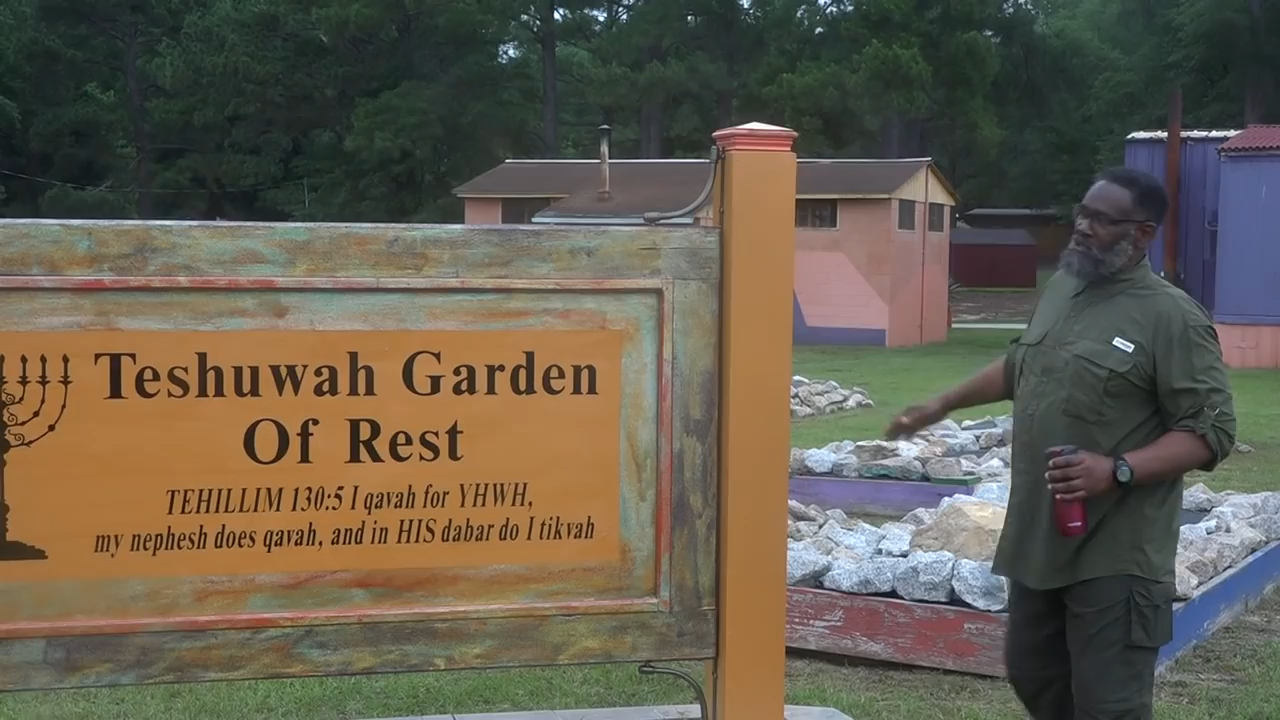 Teshuwah Garden
Of Rest
TEHILLIM 130:5 I qavah for YHWH,
my nephesh does qavah, and in HIS dabar do I tikvah